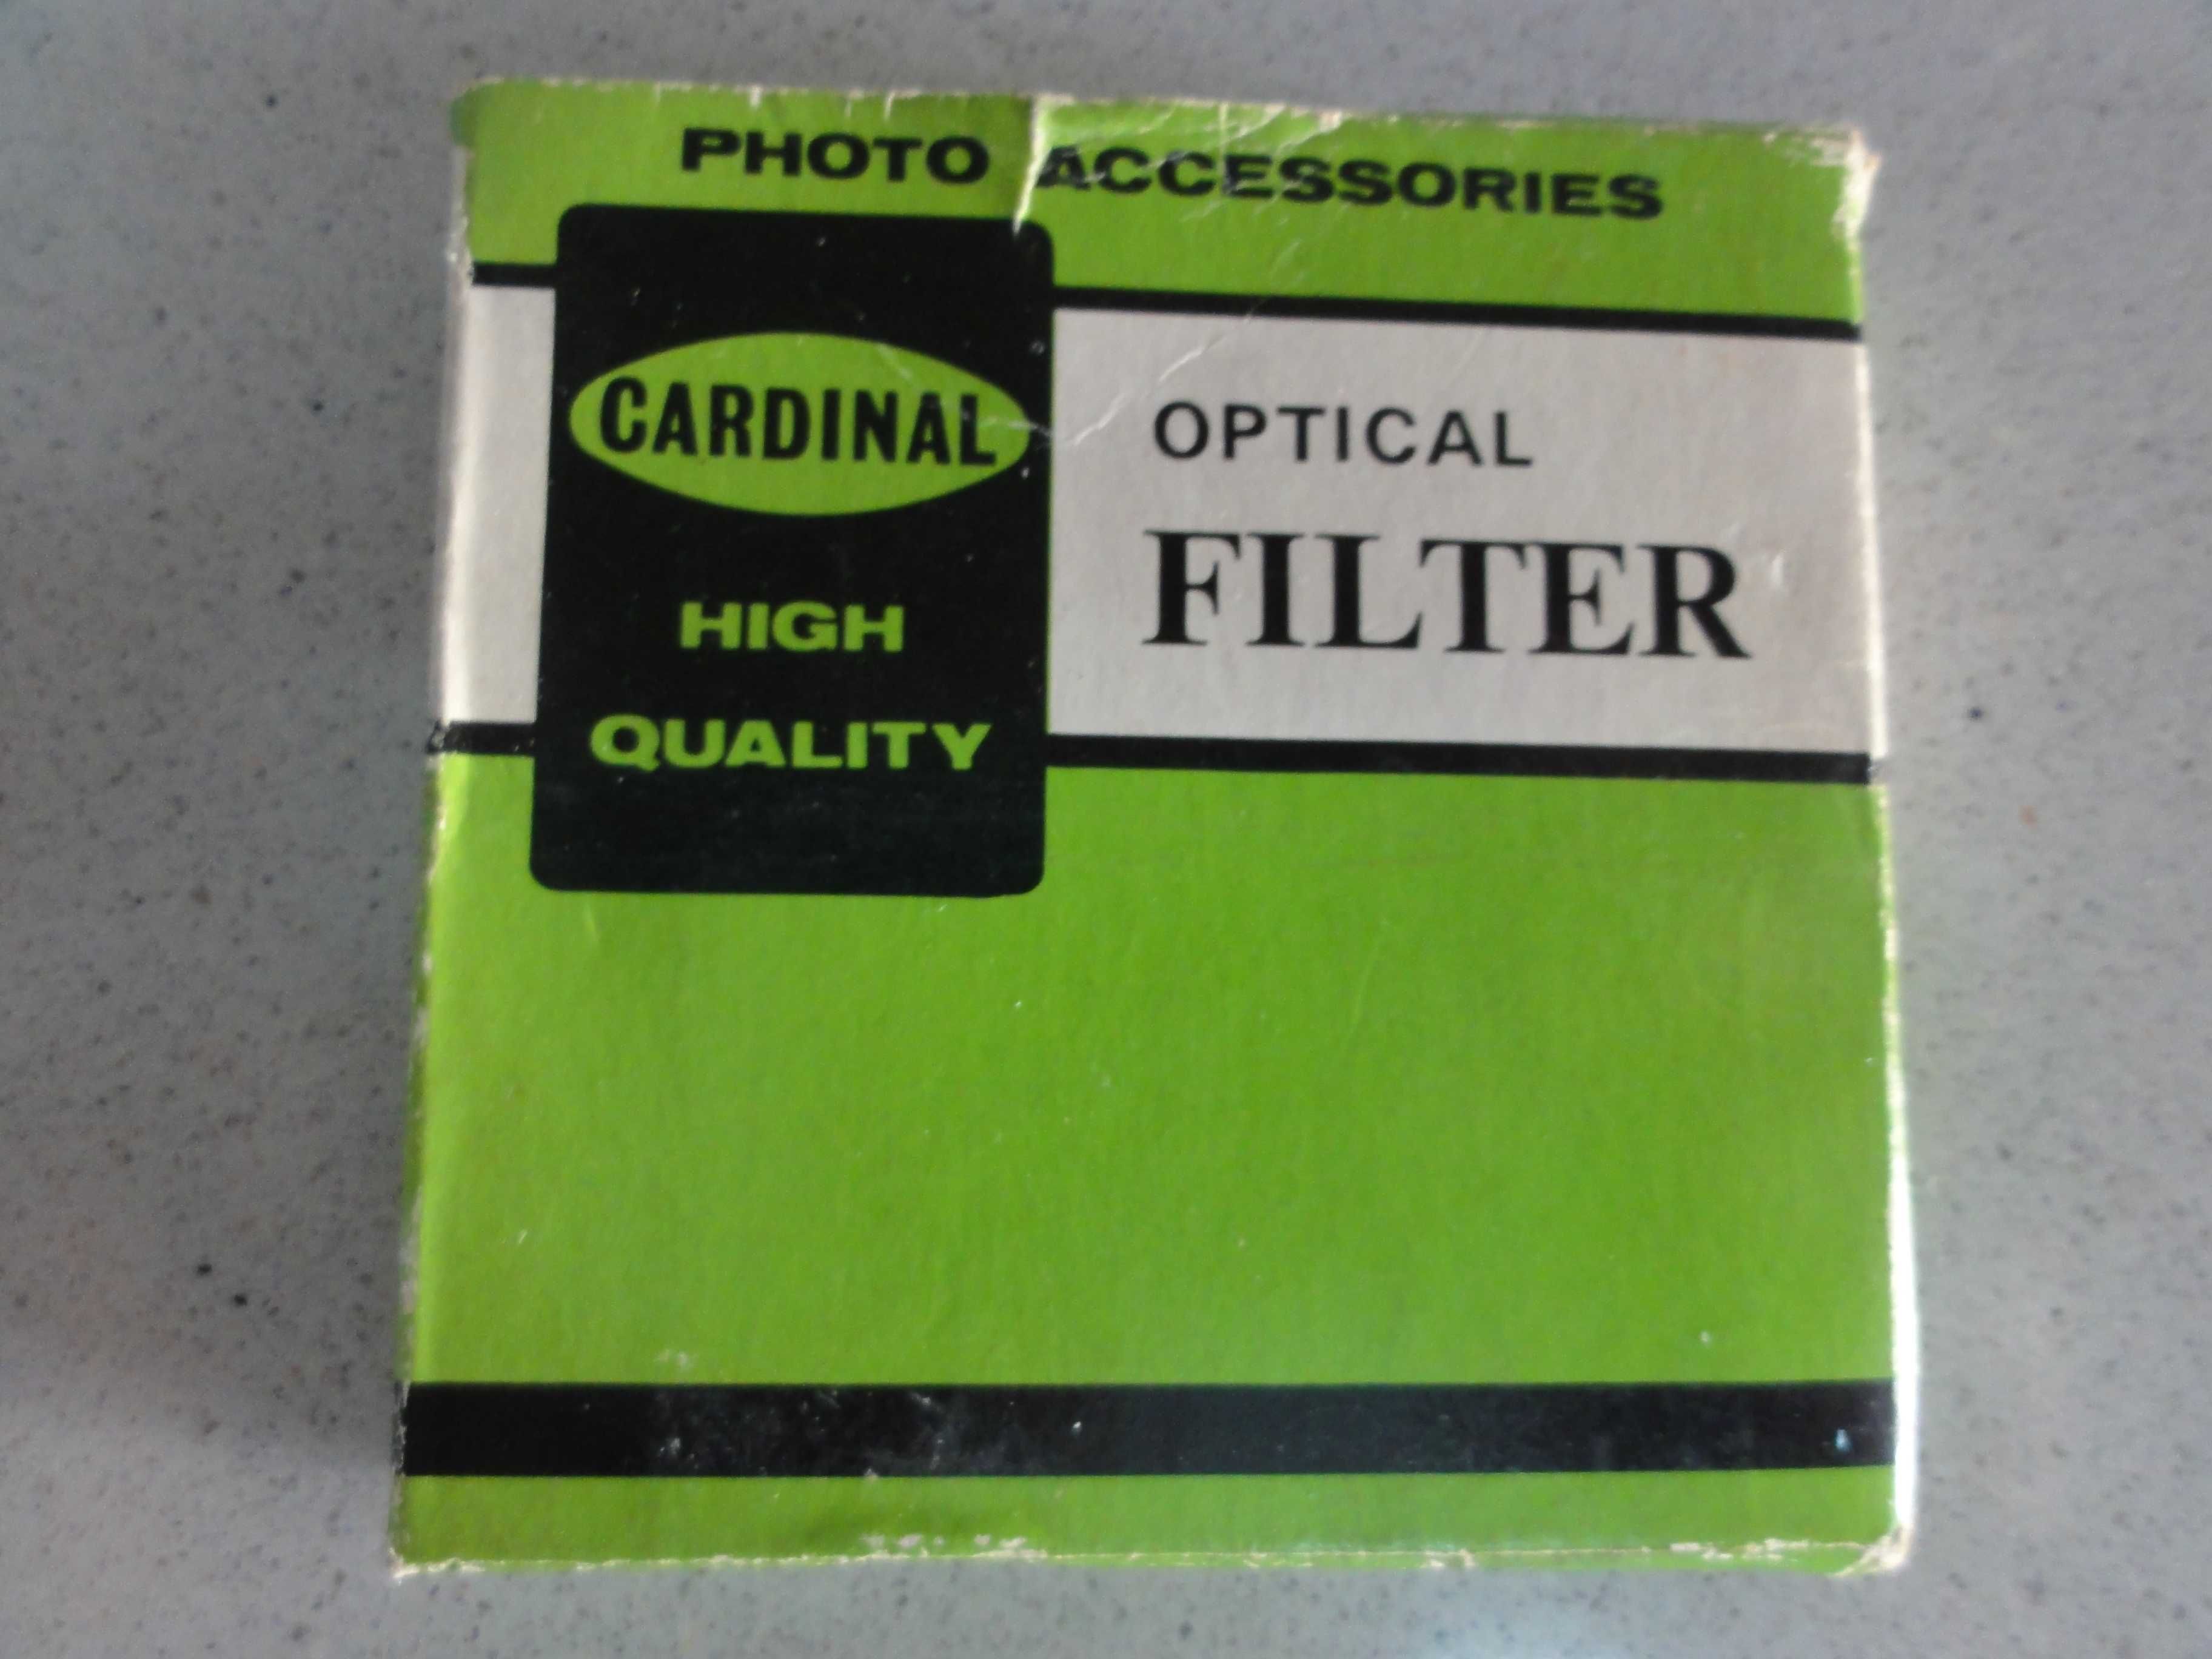 PHOTO ACCESSORIES
CARDINAL
HIGH
QUALITY
OPTICAL
FILTER